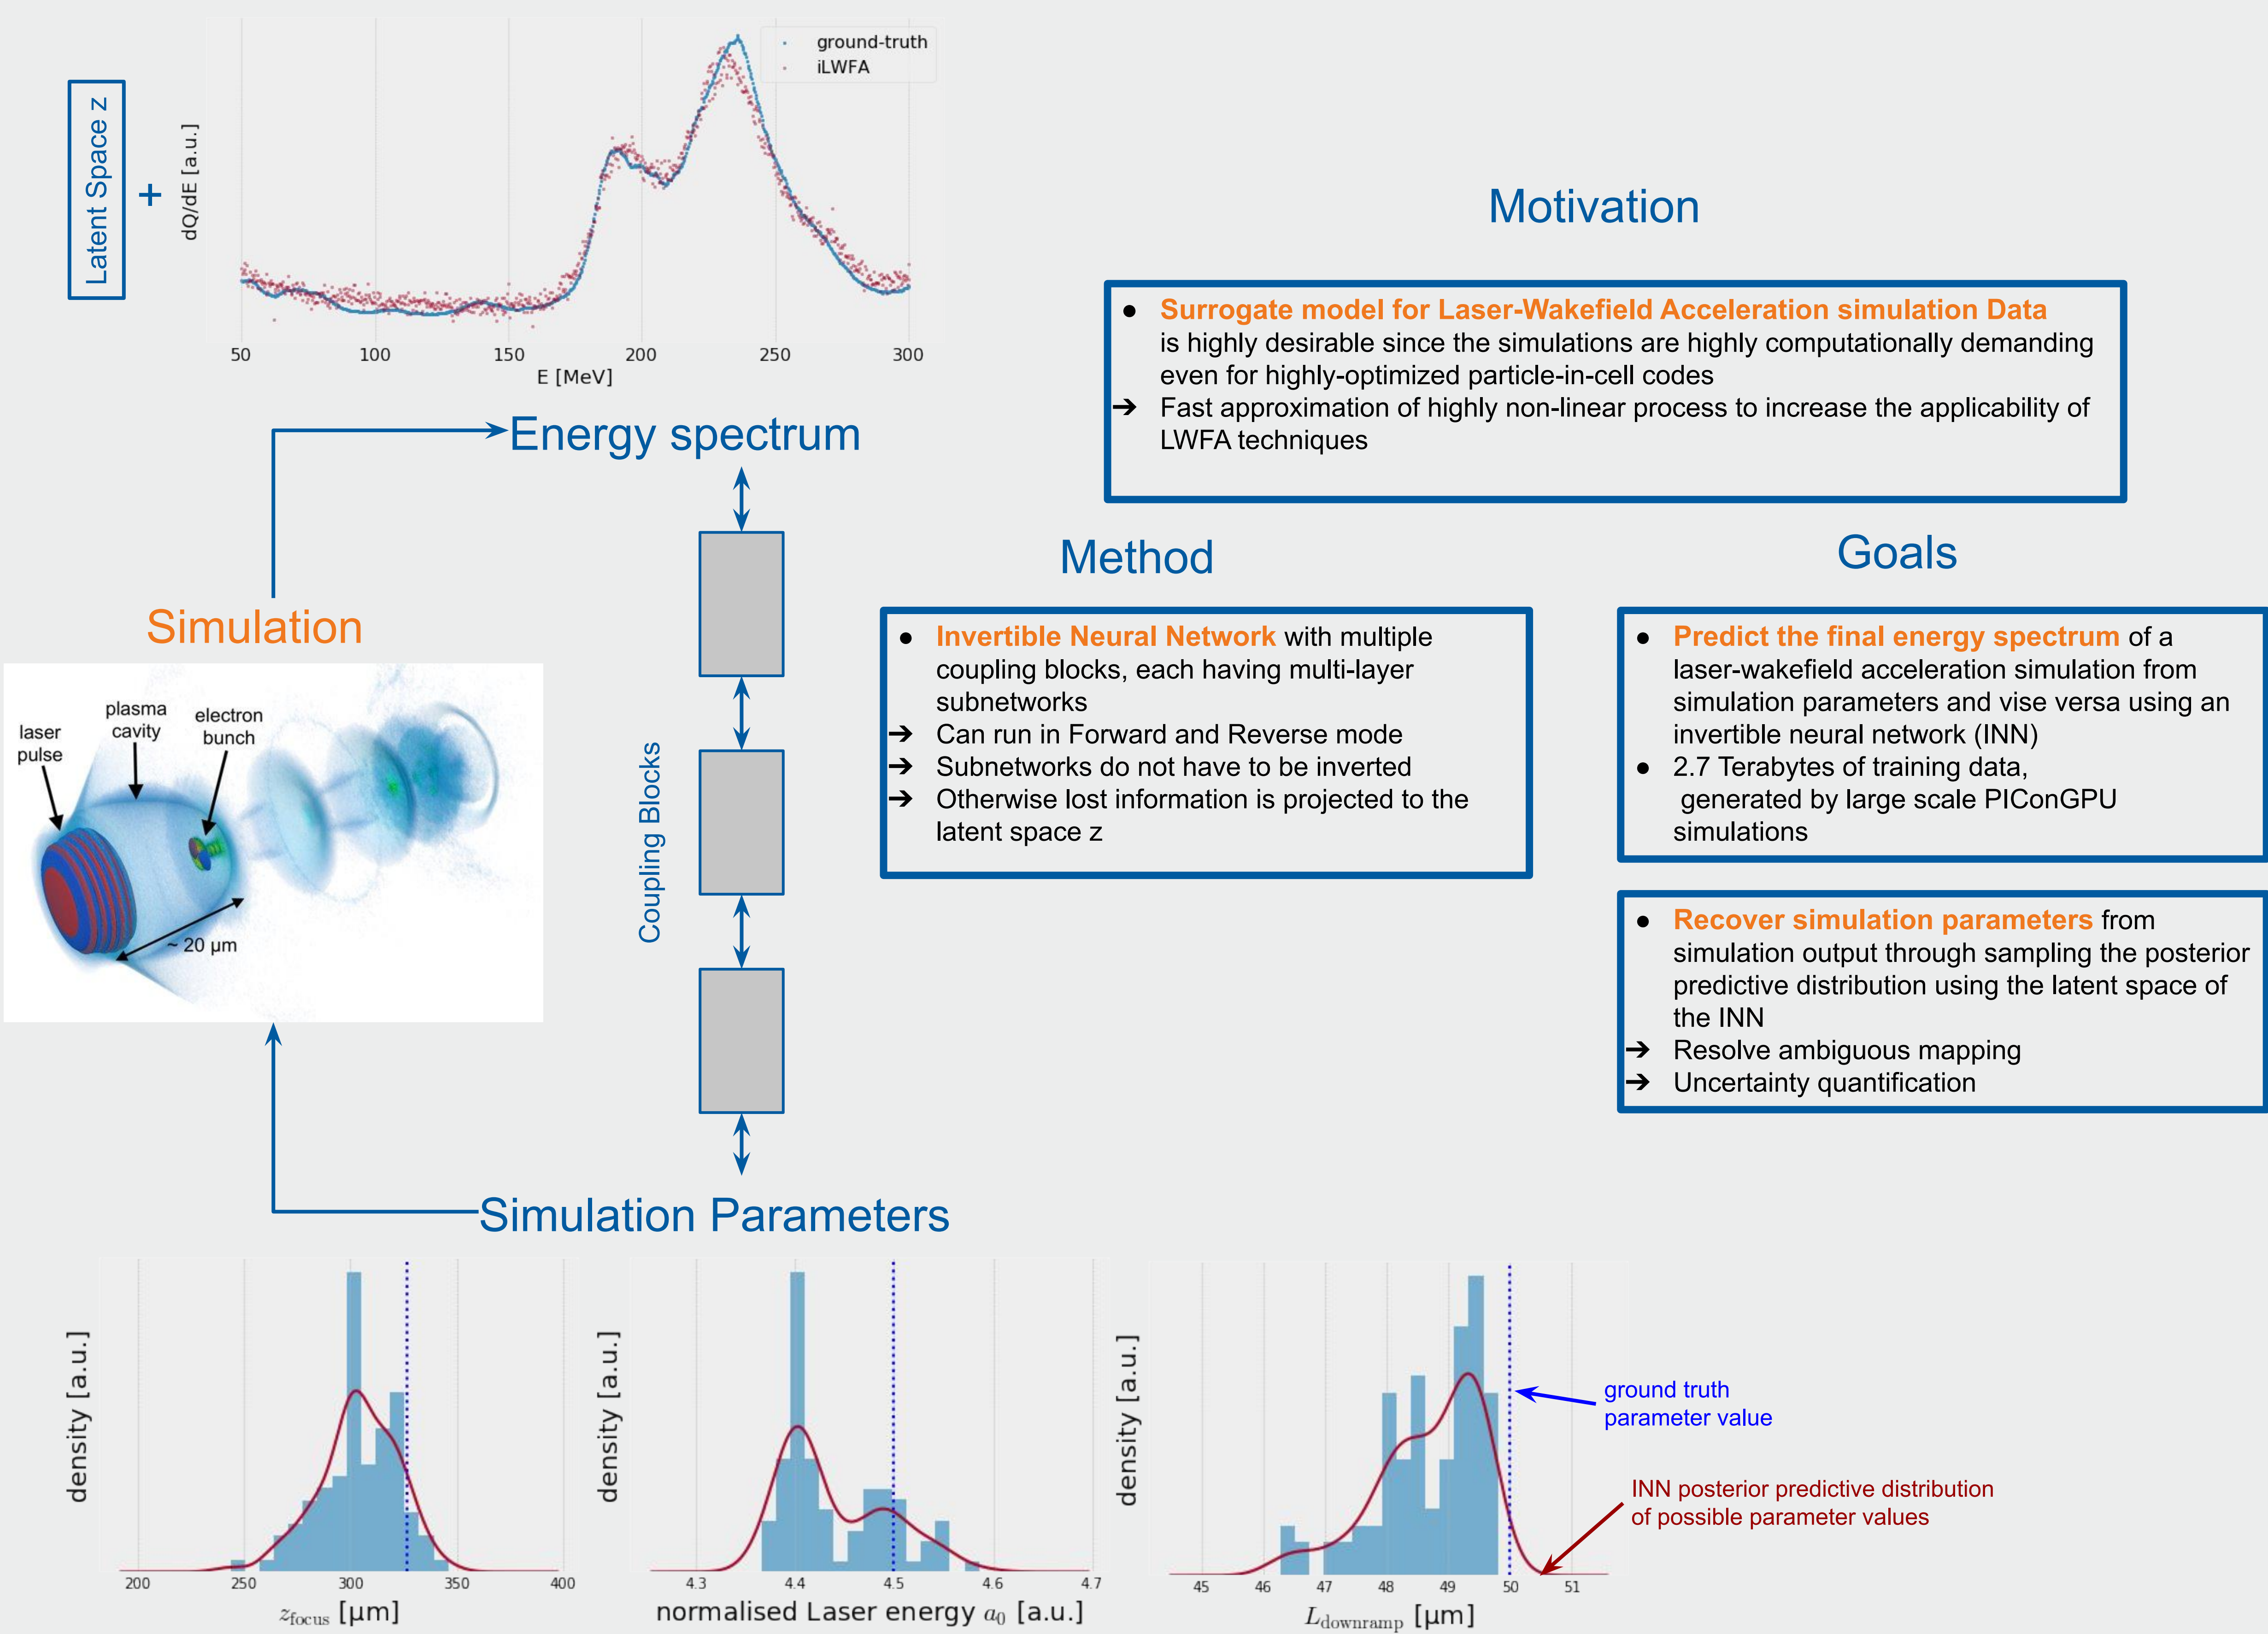 ground-truth
iLWFA
Latent Space z
+
dQ/dE [a.u.]
50 100 150 200 250 300
E [MeV]
Energy spectrum
Motivation
● Surrogate model for Laser-Wakefield Acceleration simulation Data
is highly desirable since the simulations are highly computationally demanding
even for highly-optimized particle-in-cell codes
➔ Fast approximation of highly non-linear process to increase the applicability of
LWFA techniques
Method
● Invertible Neural Network with multiple
coupling blocks, each having multi-layer
subnetworks
➔ Can run in Forward and Reverse mode
➔ Subnetworks do not have to be inverted
➔ Otherwise lost information is projected to the
latent space z
Goals
● Predict the final energy spectrum of a
laser-wakefield acceleration simulation from
simulation parameters and vise versa using an
invertible neural network (INN)
● 2.7 Terabytes of training data,
generated by large scale PIConGPU
simulations
● Recover simulation parameters from
simulation output through sampling the posterior
predictive distribution using the latent space of
the INN
➔ Resolve ambiguous mapping
➔ Uncertainty quantification
Simulation
laser
pulse
plasma
cavity
electron
bunch
~ 20 µm
Coupling Blocks
Simulation Parameters
density [a.u.]
200 250 300 350 400
z_focus [µm]
density [a.u.]
4.3 4.4 4.5 4.6 4.7
normalised Laser energy a_0 [a.u.]
density [a.u.]
45 46 47 48 49 50 51
L_downramp [µm]
ground truth
parameter value
INN posterior predictive distribution
of possible parameter values